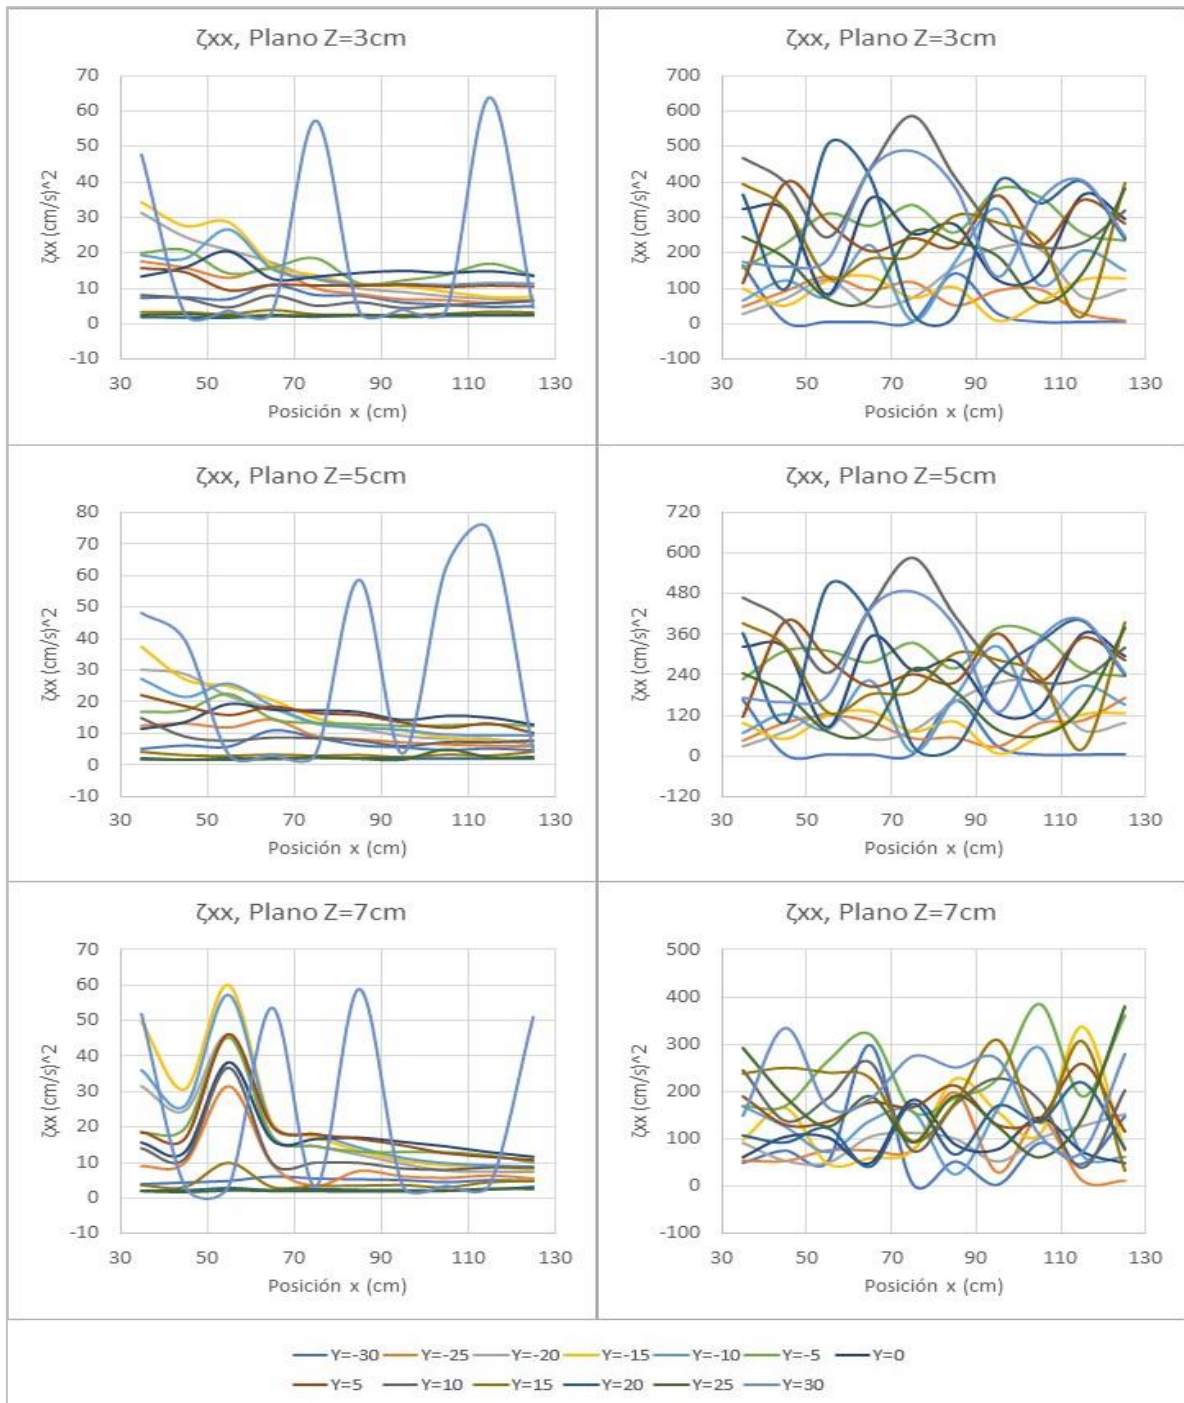 ζxx, Plano Z=3cm
70
60
50
40
30
20
10
0
-10
30 50 70 90 110 130
ζxx (cm/s)^2
Posición x (cm)
ζxx, Plano Z=3cm
700
600
500
400
300
200
100
0
-100
30 50 70 90 110 130
ζxx (cm/s)^2
Posición x (cm)
ζxx, Plano Z=5cm
80
70
60
50
40
30
20
10
0
-10
30 50 70 90 110 130
ζxx (cm/s)^2
Posición x (cm)
ζxx, Plano Z=5cm
720
600
480
360
240
120
0
-120
30 50 70 90 110 130
ζxx (cm/s)^2
Posición x (cm)
ζxx, Plano Z=7cm
70
60
50
40
30
20
10
0
-10
30 50 70 90 110 130
ζxx (cm/s)^2
Posición x (cm)
ζxx, Plano Z=7cm
500
400
300
200
100
0
-100
30 50 70 90 110 130
ζxx (cm/s)^2
Posición x (cm)
Y=-30 Y=-25 Y=-20 Y=-15 Y=-10 Y=-5 Y=0
Y=5 Y=10 Y=15 Y=20 Y=25 Y=30